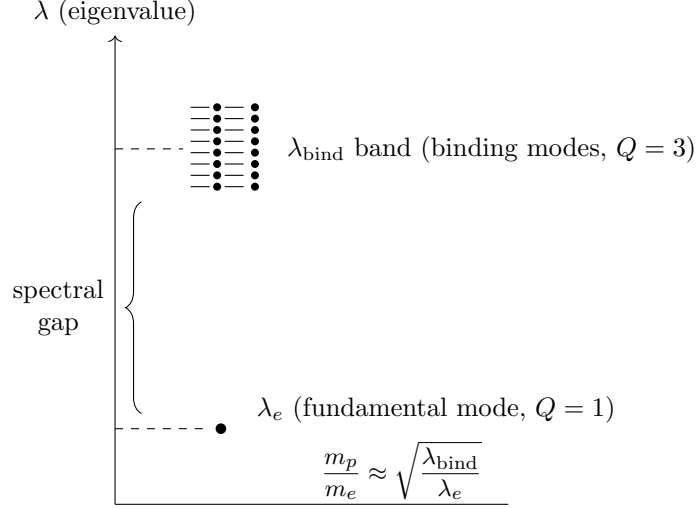 λ (eigenvalue)
λ_bind band (binding modes, Q = 3)
spectral
gap
λ_e (fundamental mode, Q = 1)
m_p/m_e ≈ √(λ_bind/λ_e)